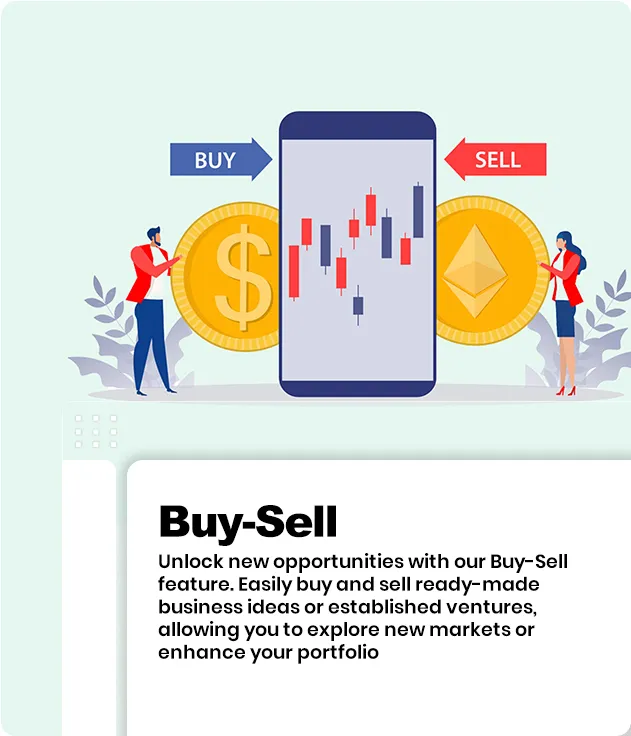 BUY
SELL
Buy-Sell
Unlock new opportunities with our Buy-Sell
feature. Easily buy and sell ready-made
business ideas or established ventures,
allowing you to explore new markets or
enhance your portfolio